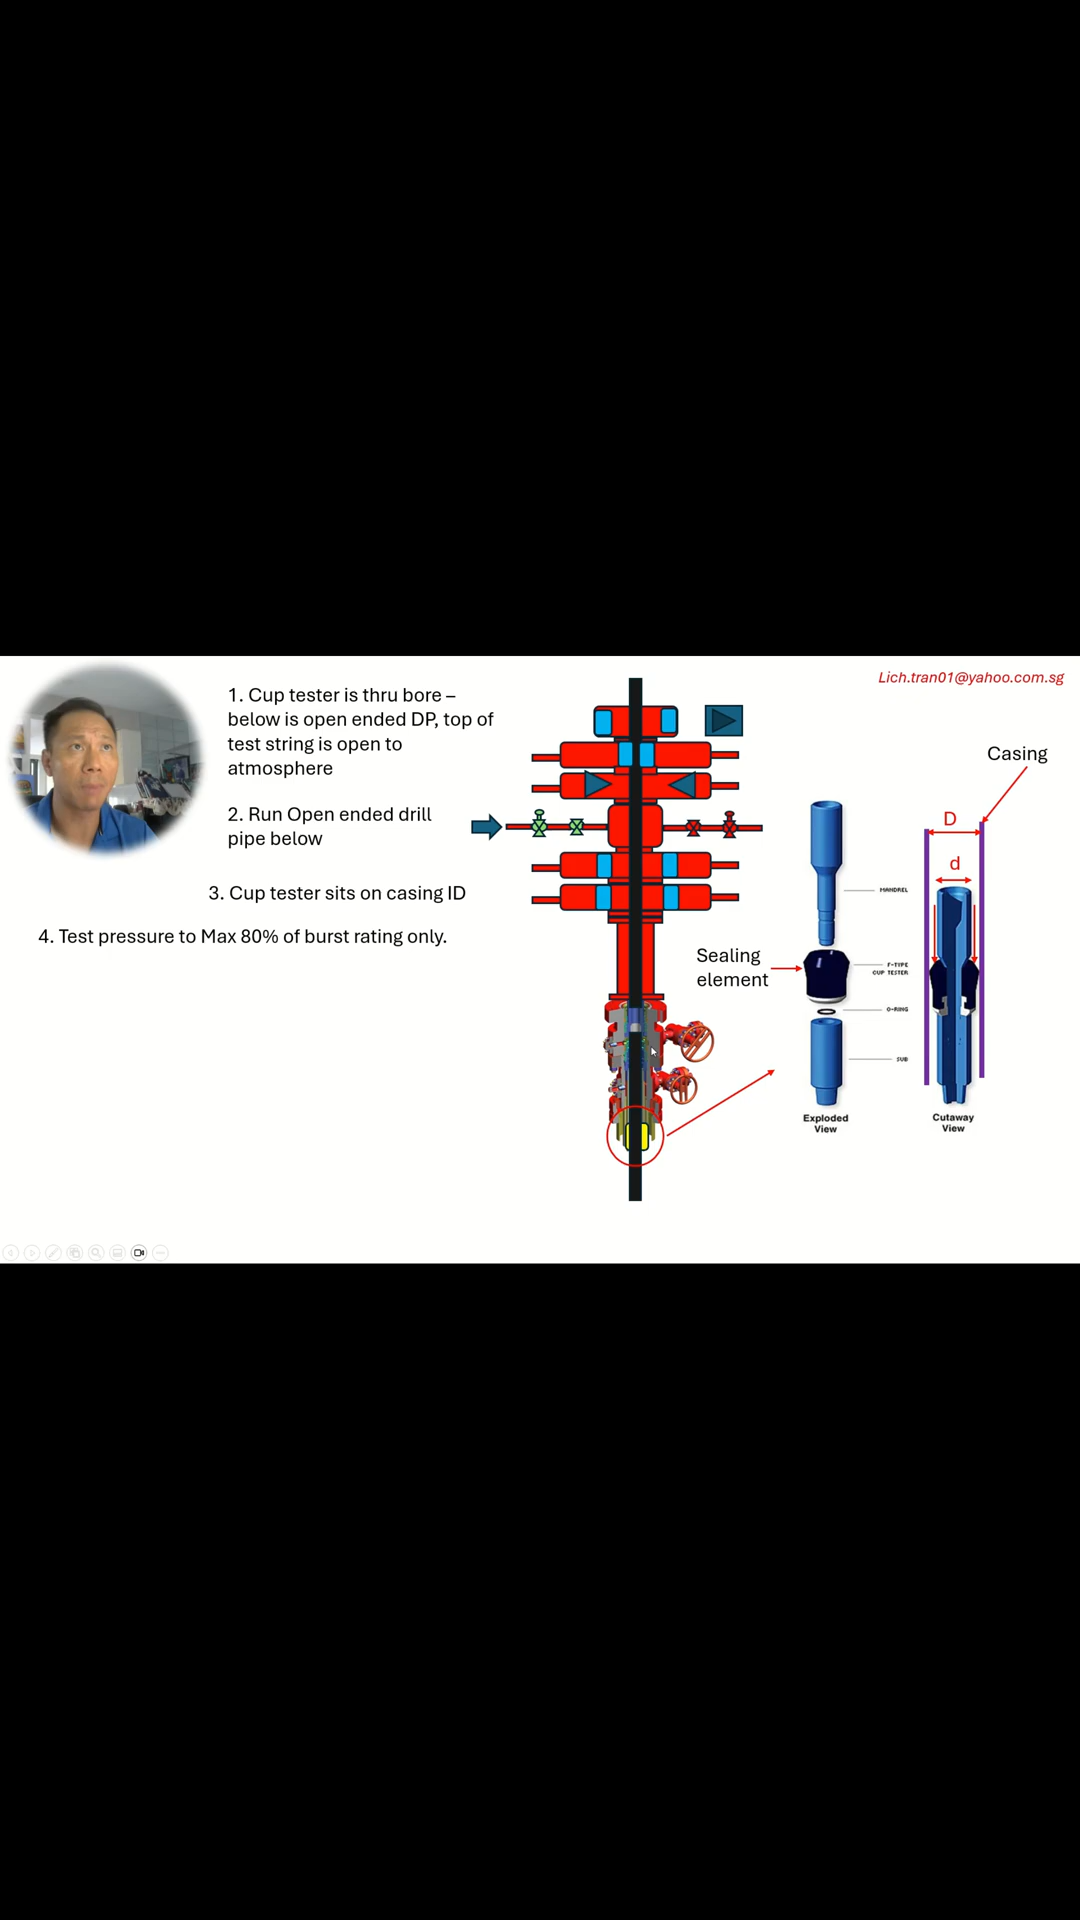 Lich.tran01@yahoo.com.sg
1. Cup tester is thru bore –
below is open ended DP, top of
test string is open to
atmosphere
2. Run Open ended drill
pipe below
3. Cup tester sits on casing ID
4. Test pressure to Max 80% of burst rating only.
Casing
D
d
MANDREL
Sealing
element
F-TYPE
CUP TESTER
O-RING
SUB
Exploded
View
Cutaway
View